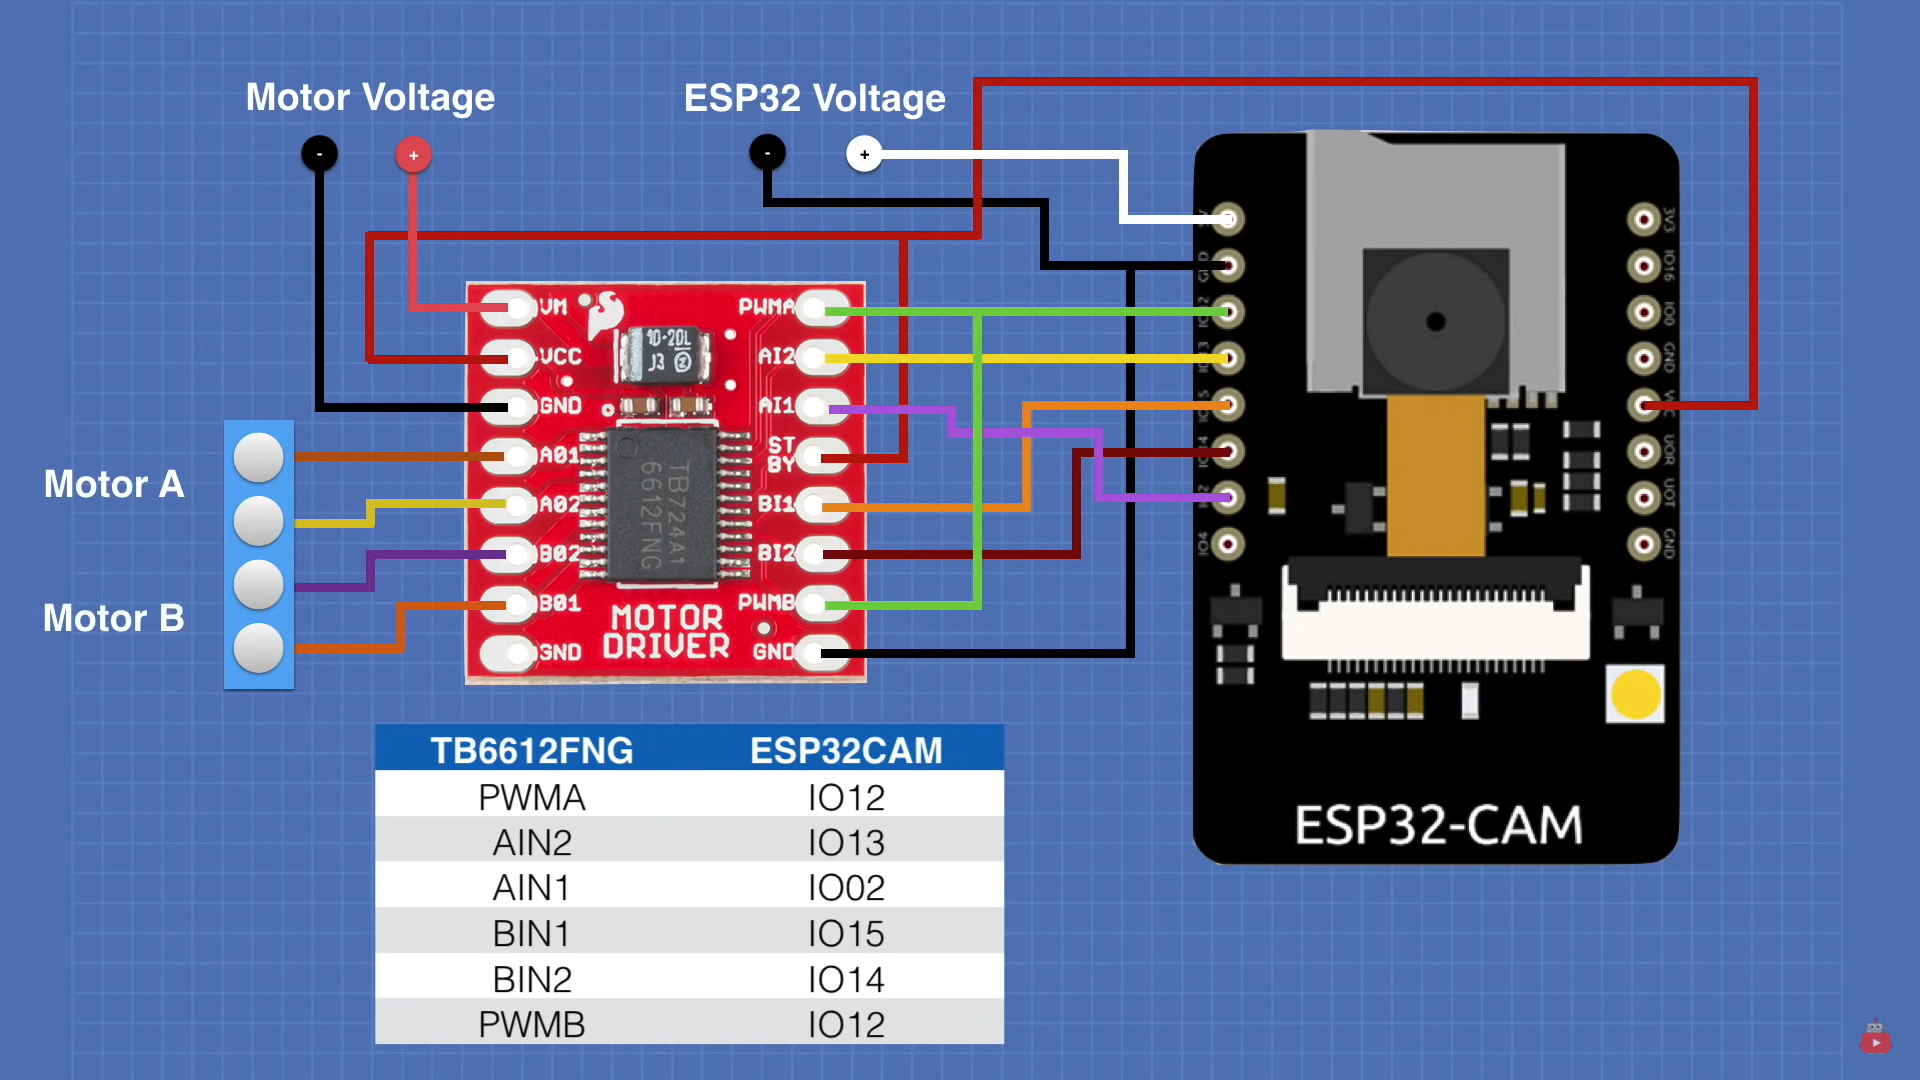 Motor Voltage
ESP32 Voltage
-
+
-
+
VM
VCC
GND
A01
A02
B02
B01
GND
PWMA
AI2
AI1
ST
BY
BI1
BI2
PWMB
GND
10-20L
J3
TB724A1
6612FNG
MOTOR
DRIVER
Motor A
Motor B
3V3
IO16
IO0
GND
UOR
UOT
GND
IO4
ESP32-CAM
TB6612FNG ESP32CAM
PWMA IO12
AIN2 IO13
AIN1 IO02
BIN1 IO15
BIN2 IO14
PWMB IO12